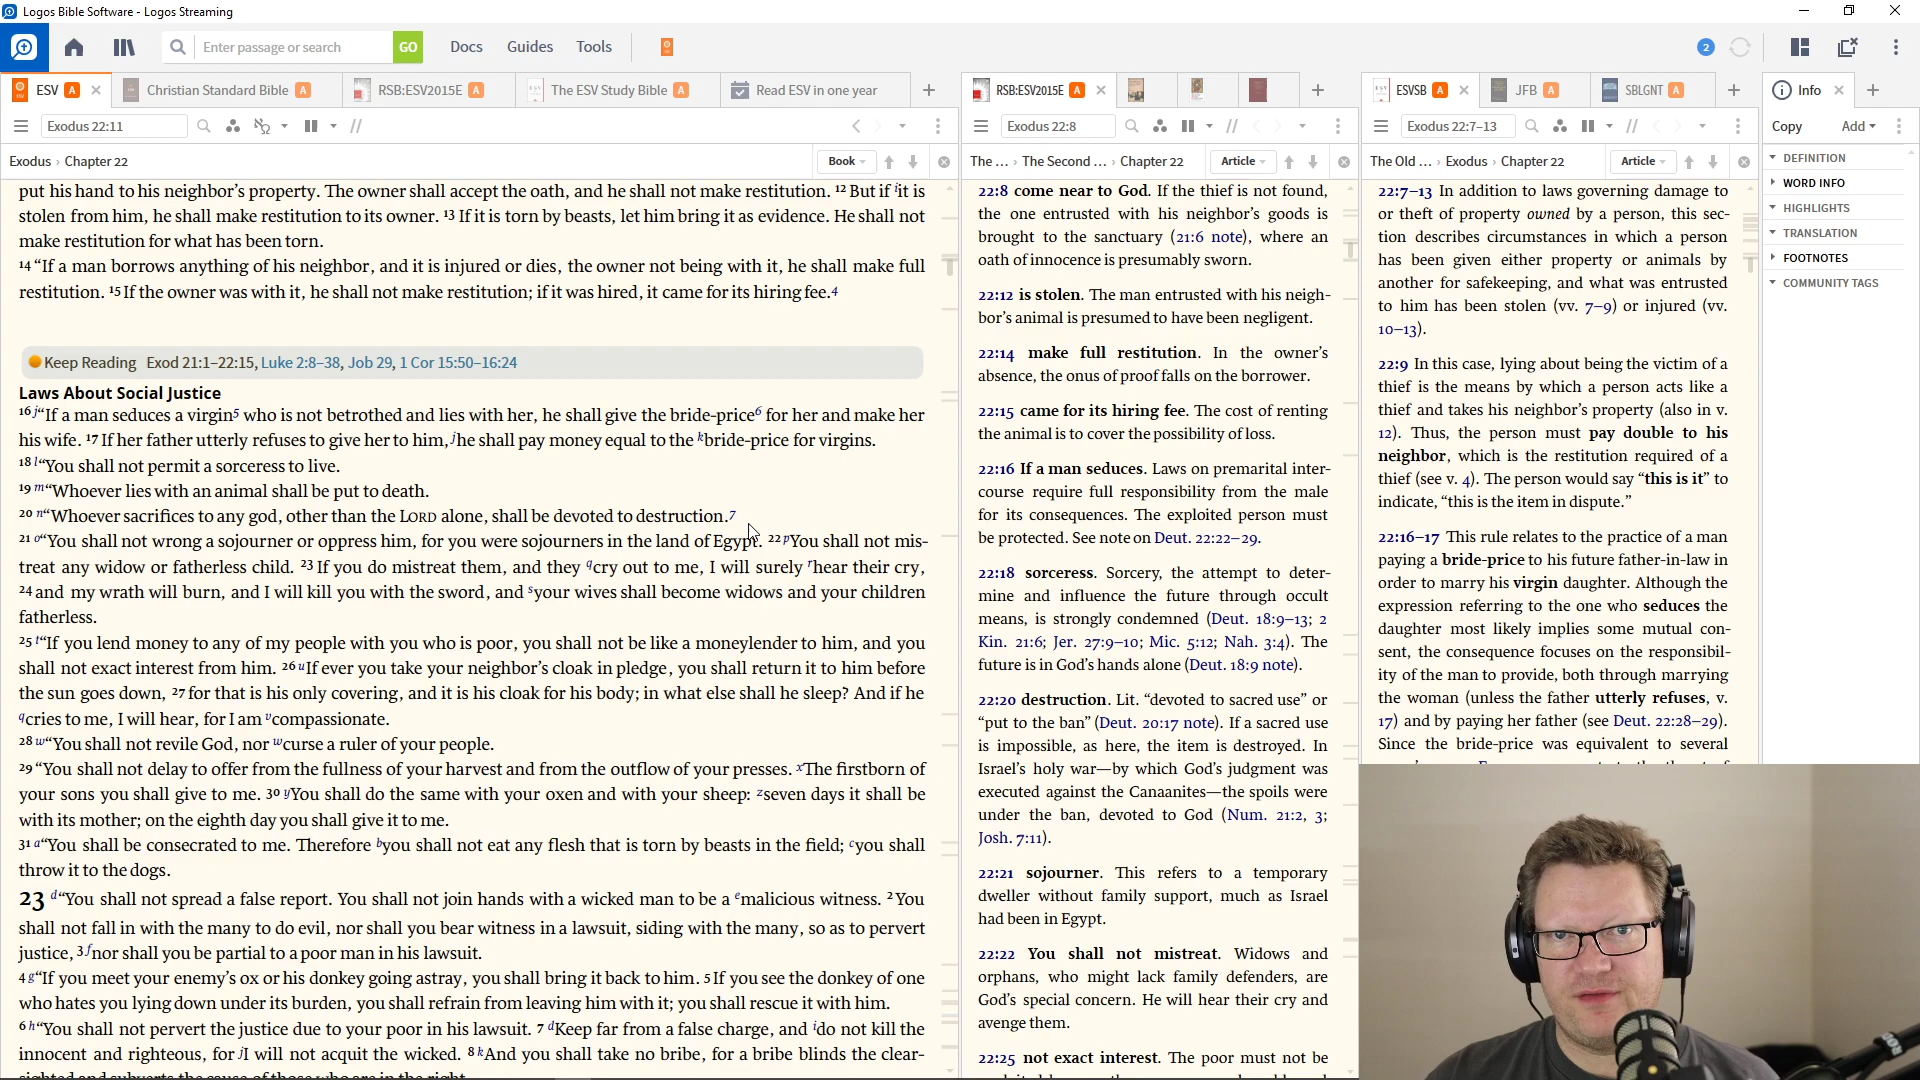 Logos Bible Software - Logos Streaming
Enter passage or search
GO
Docs
Guides
Tools
2
ESV A
Christian Standard Bible A
RSB:ESV2015E A
The ESV Study Bible A
Read ESV in one year
Exodus 22:11
Exodus › Chapter 22
Book
put his hand to his neighbor’s property. The owner shall accept the oath, and he shall not make restitution. 12 But if i it is
stolen from him, he shall make restitution to its owner. 13 If it is torn by beasts, let him bring it as evidence. He shall not
make restitution for what has been torn.
14 “If a man borrows anything of his neighbor, and it is injured or dies, the owner not being with it, he shall make full
restitution. 15 If the owner was with it, he shall not make restitution; if it was hired, it came for its hiring fee.4
Keep Reading Exod 21:1–22:15, Luke 2:8–38, Job 29, 1 Cor 15:50–16:24
Laws About Social Justice
16 j “If a man seduces a virgin5 who is not betrothed and lies with her, he shall give the bride-price6 for her and make her
his wife. 17 If her father utterly refuses to give her to him, j he shall pay money equal to the k bride-price for virgins.
18 l “You shall not permit a sorceress to live.
19 m “Whoever lies with an animal shall be put to death.
20 n “Whoever sacrifices to any god, other than the LORD alone, shall be devoted to destruction.7
21 o “You shall not wrong a sojourner or oppress him, for you were sojourners in the land of Egypt. 22 p You shall not mis-
treat any widow or fatherless child. 23 If you do mistreat them, and they q cry out to me, I will surely r hear their cry,
24 and my wrath will burn, and I will kill you with the sword, and s your wives shall become widows and your children
fatherless.
25 t “If you lend money to any of my people with you who is poor, you shall not be like a moneylender to him, and you
shall not exact interest from him. 26 u If ever you take your neighbor’s cloak in pledge, you shall return it to him before
the sun goes down, 27 for that is his only covering, and it is his cloak for his body; in what else shall he sleep? And if he
q cries to me, I will hear, for I am v compassionate.
28 w “You shall not revile God, nor w curse a ruler of your people.
29 “You shall not delay to offer from the fullness of your harvest and from the outflow of your presses. x The firstborn of
your sons you shall give to me. 30 y You shall do the same with your oxen and with your sheep: z seven days it shall be
with its mother; on the eighth day you shall give it to me.
31 a “You shall be consecrated to me. Therefore b you shall not eat any flesh that is torn by beasts in the field; c you shall
throw it to the dogs.
23 d “You shall not spread a false report. You shall not join hands with a wicked man to be a e malicious witness. 2 You
shall not fall in with the many to do evil, nor shall you bear witness in a lawsuit, siding with the many, so as to pervert
justice, 3 f nor shall you be partial to a poor man in his lawsuit.
4 g “If you meet your enemy’s ox or his donkey going astray, you shall bring it back to him. 5 If you see the donkey of one
who hates you lying down under its burden, you shall refrain from leaving him with it; you shall rescue it with him.
6 h “You shall not pervert the justice due to your poor in his lawsuit. 7 d Keep far from a false charge, and i do not kill the
innocent and righteous, for j I will not acquit the wicked. 8 k And you shall take no bribe, for a bribe blinds the clear-
sighted and subverts the cause of those who are in the right.
RSB:ESV2015E A
Exodus 22:8
The ... › The Second ... › Chapter 22
Article
22:8 come near to God. If the thief is not found,
the one entrusted with his neighbor’s goods is
brought to the sanctuary (21:6 note), where an
oath of innocence is presumably sworn.
22:12 is stolen. The man entrusted with his neigh-
bor’s animal is presumed to have been negligent.
22:14 make full restitution. In the owner’s
absence, the onus of proof falls on the borrower.
22:15 came for its hiring fee. The cost of renting
the animal is to cover the possibility of loss.
22:16 If a man seduces. Laws on premarital inter-
course require full responsibility from the male
for its consequences. The exploited person must
be protected. See note on Deut. 22:22–29.
22:18 sorceress. Sorcery, the attempt to deter-
mine and influence the future through occult
means, is strongly condemned (Deut. 18:9–13; 2
Kin. 21:6; Jer. 27:9–10; Mic. 5:12; Nah. 3:4). The
future is in God’s hands alone (Deut. 18:9 note).
22:20 destruction. Lit. “devoted to sacred use” or
“put to the ban” (Deut. 20:17 note). If a sacred use
is impossible, as here, the item is destroyed. In
Israel’s holy war—by which God’s judgment was
executed against the Canaanites—the spoils were
under the ban, devoted to God (Num. 21:2, 3;
Josh. 7:11).
22:21 sojourner. This refers to a temporary
dweller without family support, much as Israel
had been in Egypt.
22:22 You shall not mistreat. Widows and
orphans, who might lack family defenders, are
God’s special concern. He will hear their cry and
avenge them.
22:25 not exact interest. The poor must not be
ESVSB A
JFB A
SBLGNT A
Exodus 22:7–13
The Old ... › Exodus › Chapter 22
Article
22:7–13 In addition to laws governing damage to
or theft of property owned by a person, this sec-
tion describes circumstances in which a person
has been given either property or animals by
another for safekeeping, and what was entrusted
to him has been stolen (vv. 7–9) or injured (vv.
10–13).
22:9 In this case, lying about being the victim of a
thief is the means by which a person acts like a
thief and takes his neighbor’s property (also in v.
12). Thus, the person must pay double to his
neighbor, which is the restitution required of a
thief (see v. 4). The person would say “this is it” to
indicate, “this is the item in dispute.”
22:16–17 This rule relates to the practice of a man
paying a bride-price to his future father-in-law in
order to marry his virgin daughter. Although the
expression referring to the one who seduces the
daughter most likely implies some mutual con-
sent, the consequence focuses on the responsibil-
ity of the man to provide, both through marrying
the woman (unless the father utterly refuses, v.
17) and by paying her father (see Deut. 22:28–29).
Since the bride-price was equivalent to several
Info
Copy
Add
DEFINITION
WORD INFO
HIGHLIGHTS
TRANSLATION
FOOTNOTES
COMMUNITY TAGS